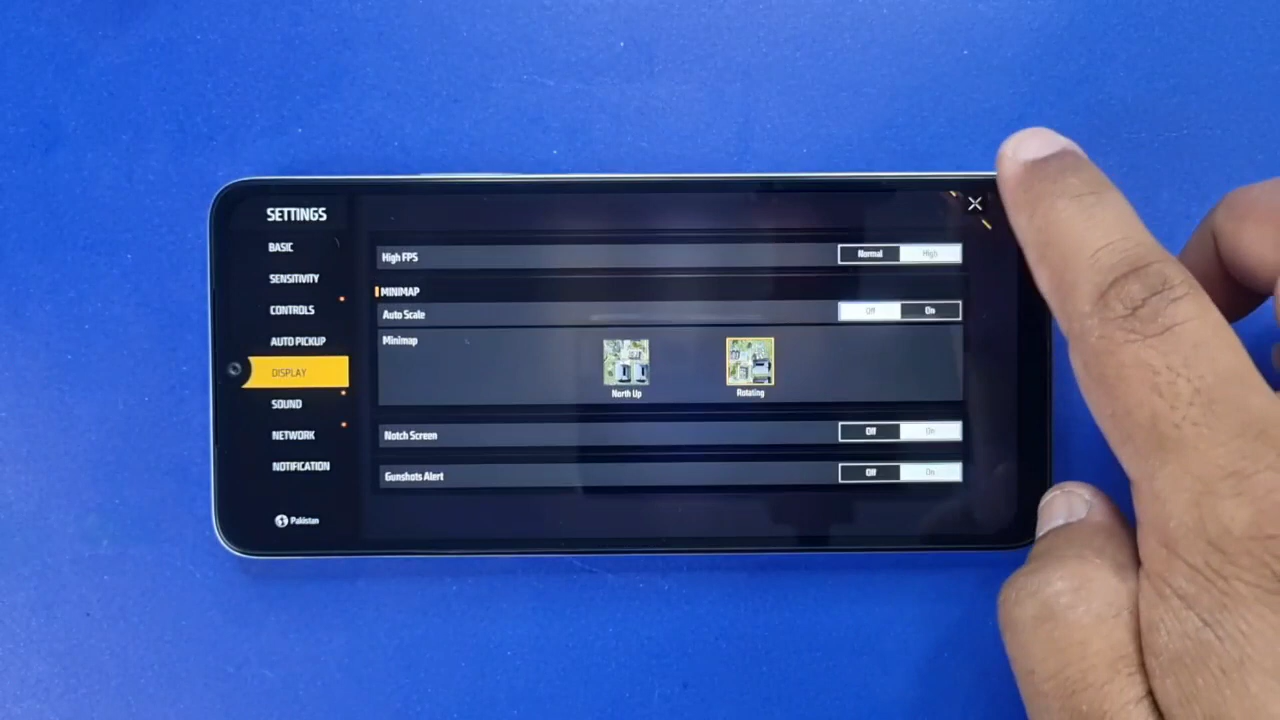 SETTINGS
BASIC
SENSITIVITY
CONTROLS
AUTO PICKUP
DISPLAY
SOUND
NETWORK
NOTIFICATION
Pakistan
High FPS Normal High
MINIMAP
Auto Scale Off On
Minimap
North Up Rotating
Notch Screen Off On
Gunshots Alert Off On